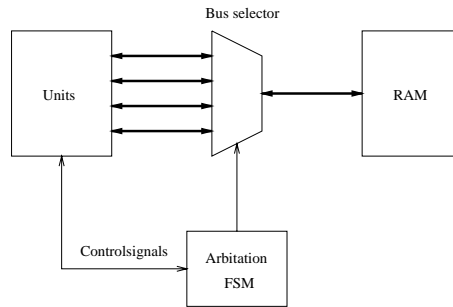 Bus selector
Units
RAM
Controlsignals
Arbitation
FSM